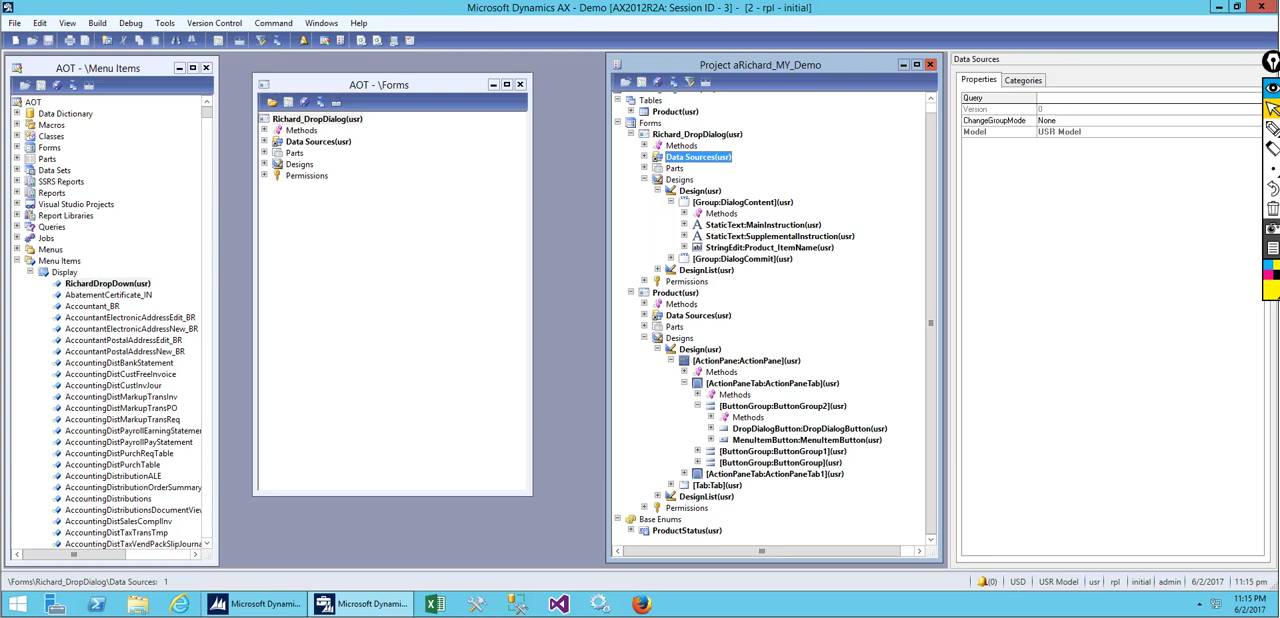 Microsoft Dynamics AX - Demo [AX2012R2A: Session ID - 3] - [2 - rpl - initial]
File Edit View Build Debug Tools Version Control Command Windows Help
AOT - \Menu Items
AOT
Data Dictionary
Macros
Classes
Forms
Parts
Data Sets
SSRS Reports
Reports
Visual Studio Projects
Report Libraries
Queries
Jobs
Menus
Menu Items
Display
RichardDropDown(usr)
AbatementCertificate_IN
Accountant_BR
AccountantElectronicAddressEdit_BR
AccountantElectronicAddressNew_BR
AccountantPostalAddressEdit_BR
AccountantPostalAddressNew_BR
AccountingDistBankStatement
AccountingDistCustFreeInvoice
AccountingDistCustInvJour
AccountingDistMarkupTransInv
AccountingDistMarkupTransPO
AccountingDistMarkupTransReq
AccountingDistPayrollEarningStatemer
AccountingDistPayrollPayStatement
AccountingDistPurchReqTable
AccountingDistPurchTable
AccountingDistributionALE
AccountingDistributionOrderSummary
AccountingDistributions
AccountingDistributionsDocumentView
AccountingDistSalesComplInv
AccountingDistTaxTransTmp
AccountingDistTaxVendPackSlipJourna
AOT - \Forms
Richard_DropDialog(usr)
Methods
Data Sources(usr)
Parts
Designs
Permissions
Project aRichard_MY_Demo
Tables
Product(usr)
Forms
Richard_DropDialog(usr)
Methods
Data Sources(usr)
Parts
Designs
Design(usr)
[Group:DialogContent](usr)
Methods
StaticText:MainInstruction(usr)
StaticText:SupplementalInstruction(usr)
StringEdit:Product_ItemName(usr)
[Group:DialogCommit](usr)
DesignList(usr)
Permissions
Product(usr)
Methods
Data Sources(usr)
Parts
Designs
Design(usr)
[ActionPane:ActionPane](usr)
Methods
[ActionPaneTab:ActionPaneTab](usr)
Methods
[ButtonGroup:ButtonGroup2](usr)
Methods
DropDialogButton:DropDialogButton(usr)
MenuItemButton:MenuItemButton(usr)
[ButtonGroup:ButtonGroup1](usr)
[ButtonGroup:ButtonGroup](usr)
[ActionPaneTab:ActionPaneTab1](usr)
[Tab:Tab](usr)
DesignList(usr)
Permissions
Base Enums
ProductStatus(usr)
Data Sources
Properties Categories
Query
Version 0
ChangeGroupMode None
Model USR Model
\Forms\Richard_DropDialog\Data Sources: 1
(0) USD USR Model usr rpl initial admin 6/2/2017 11:15 pm
Microsoft Dynami... Microsoft Dynami... 11:15 PM
6/2/2017